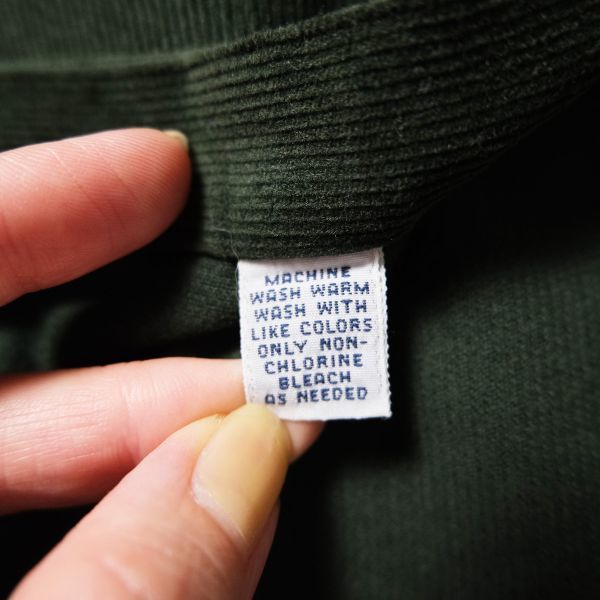 MACHINE
WASH WARM
WASH WITH
LIKE COLORS
ONLY NON-
CHLORINE
BLEACH
AS NEEDED